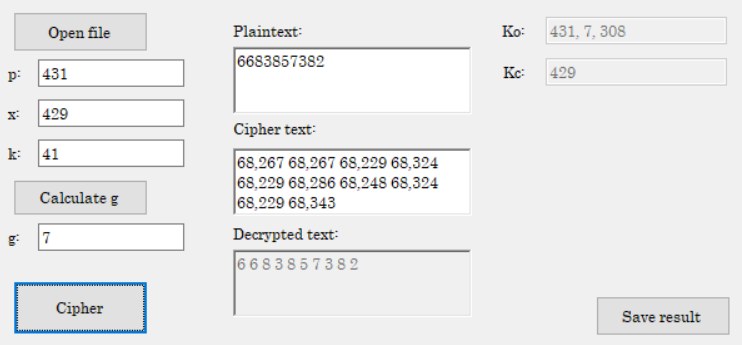 Open file
p: 431
x: 429
k: 41
Calculate g
g: 7
Cipher
Plaintext:
6683857382
Cipher text:
68,267 68,267 68,229 68,324
68,229 68,286 68,248 68,324
68,229 68,343
Decrypted text:
6 6 8 3 8 5 7 3 8 2
Ko: 431, 7, 308
Kc: 429
Save result